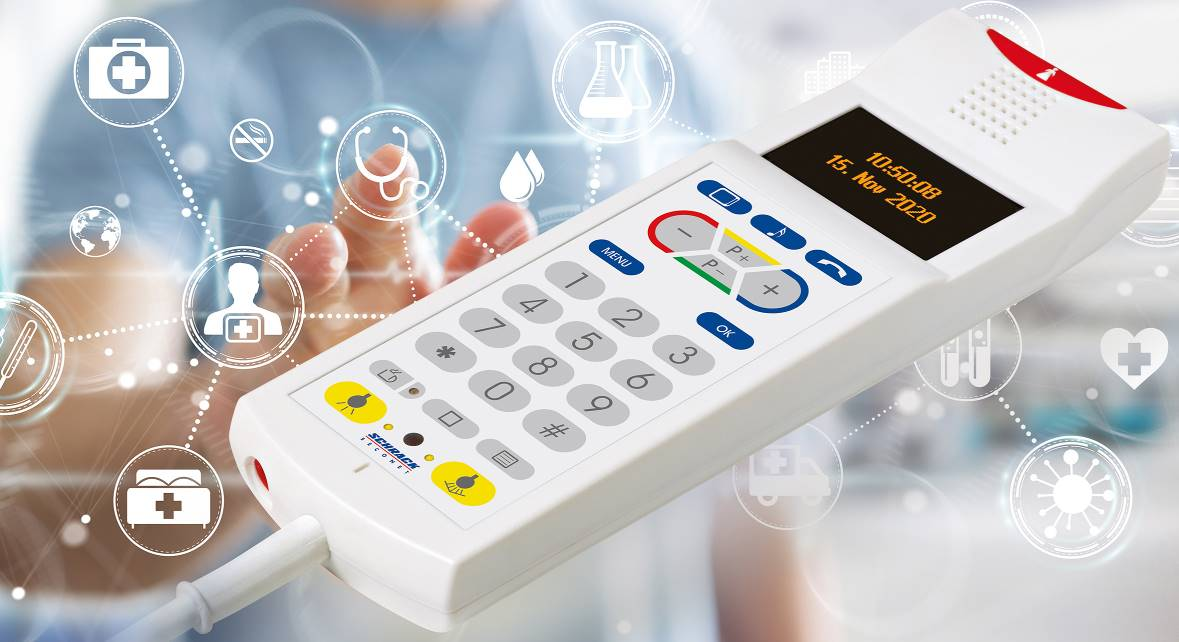 10:50:08
15. Nov 2020
MENU
− P+
P− +
OK
1 2 3
4 5 6
7 8 9
* 0 #
SCHRACK
SECONET